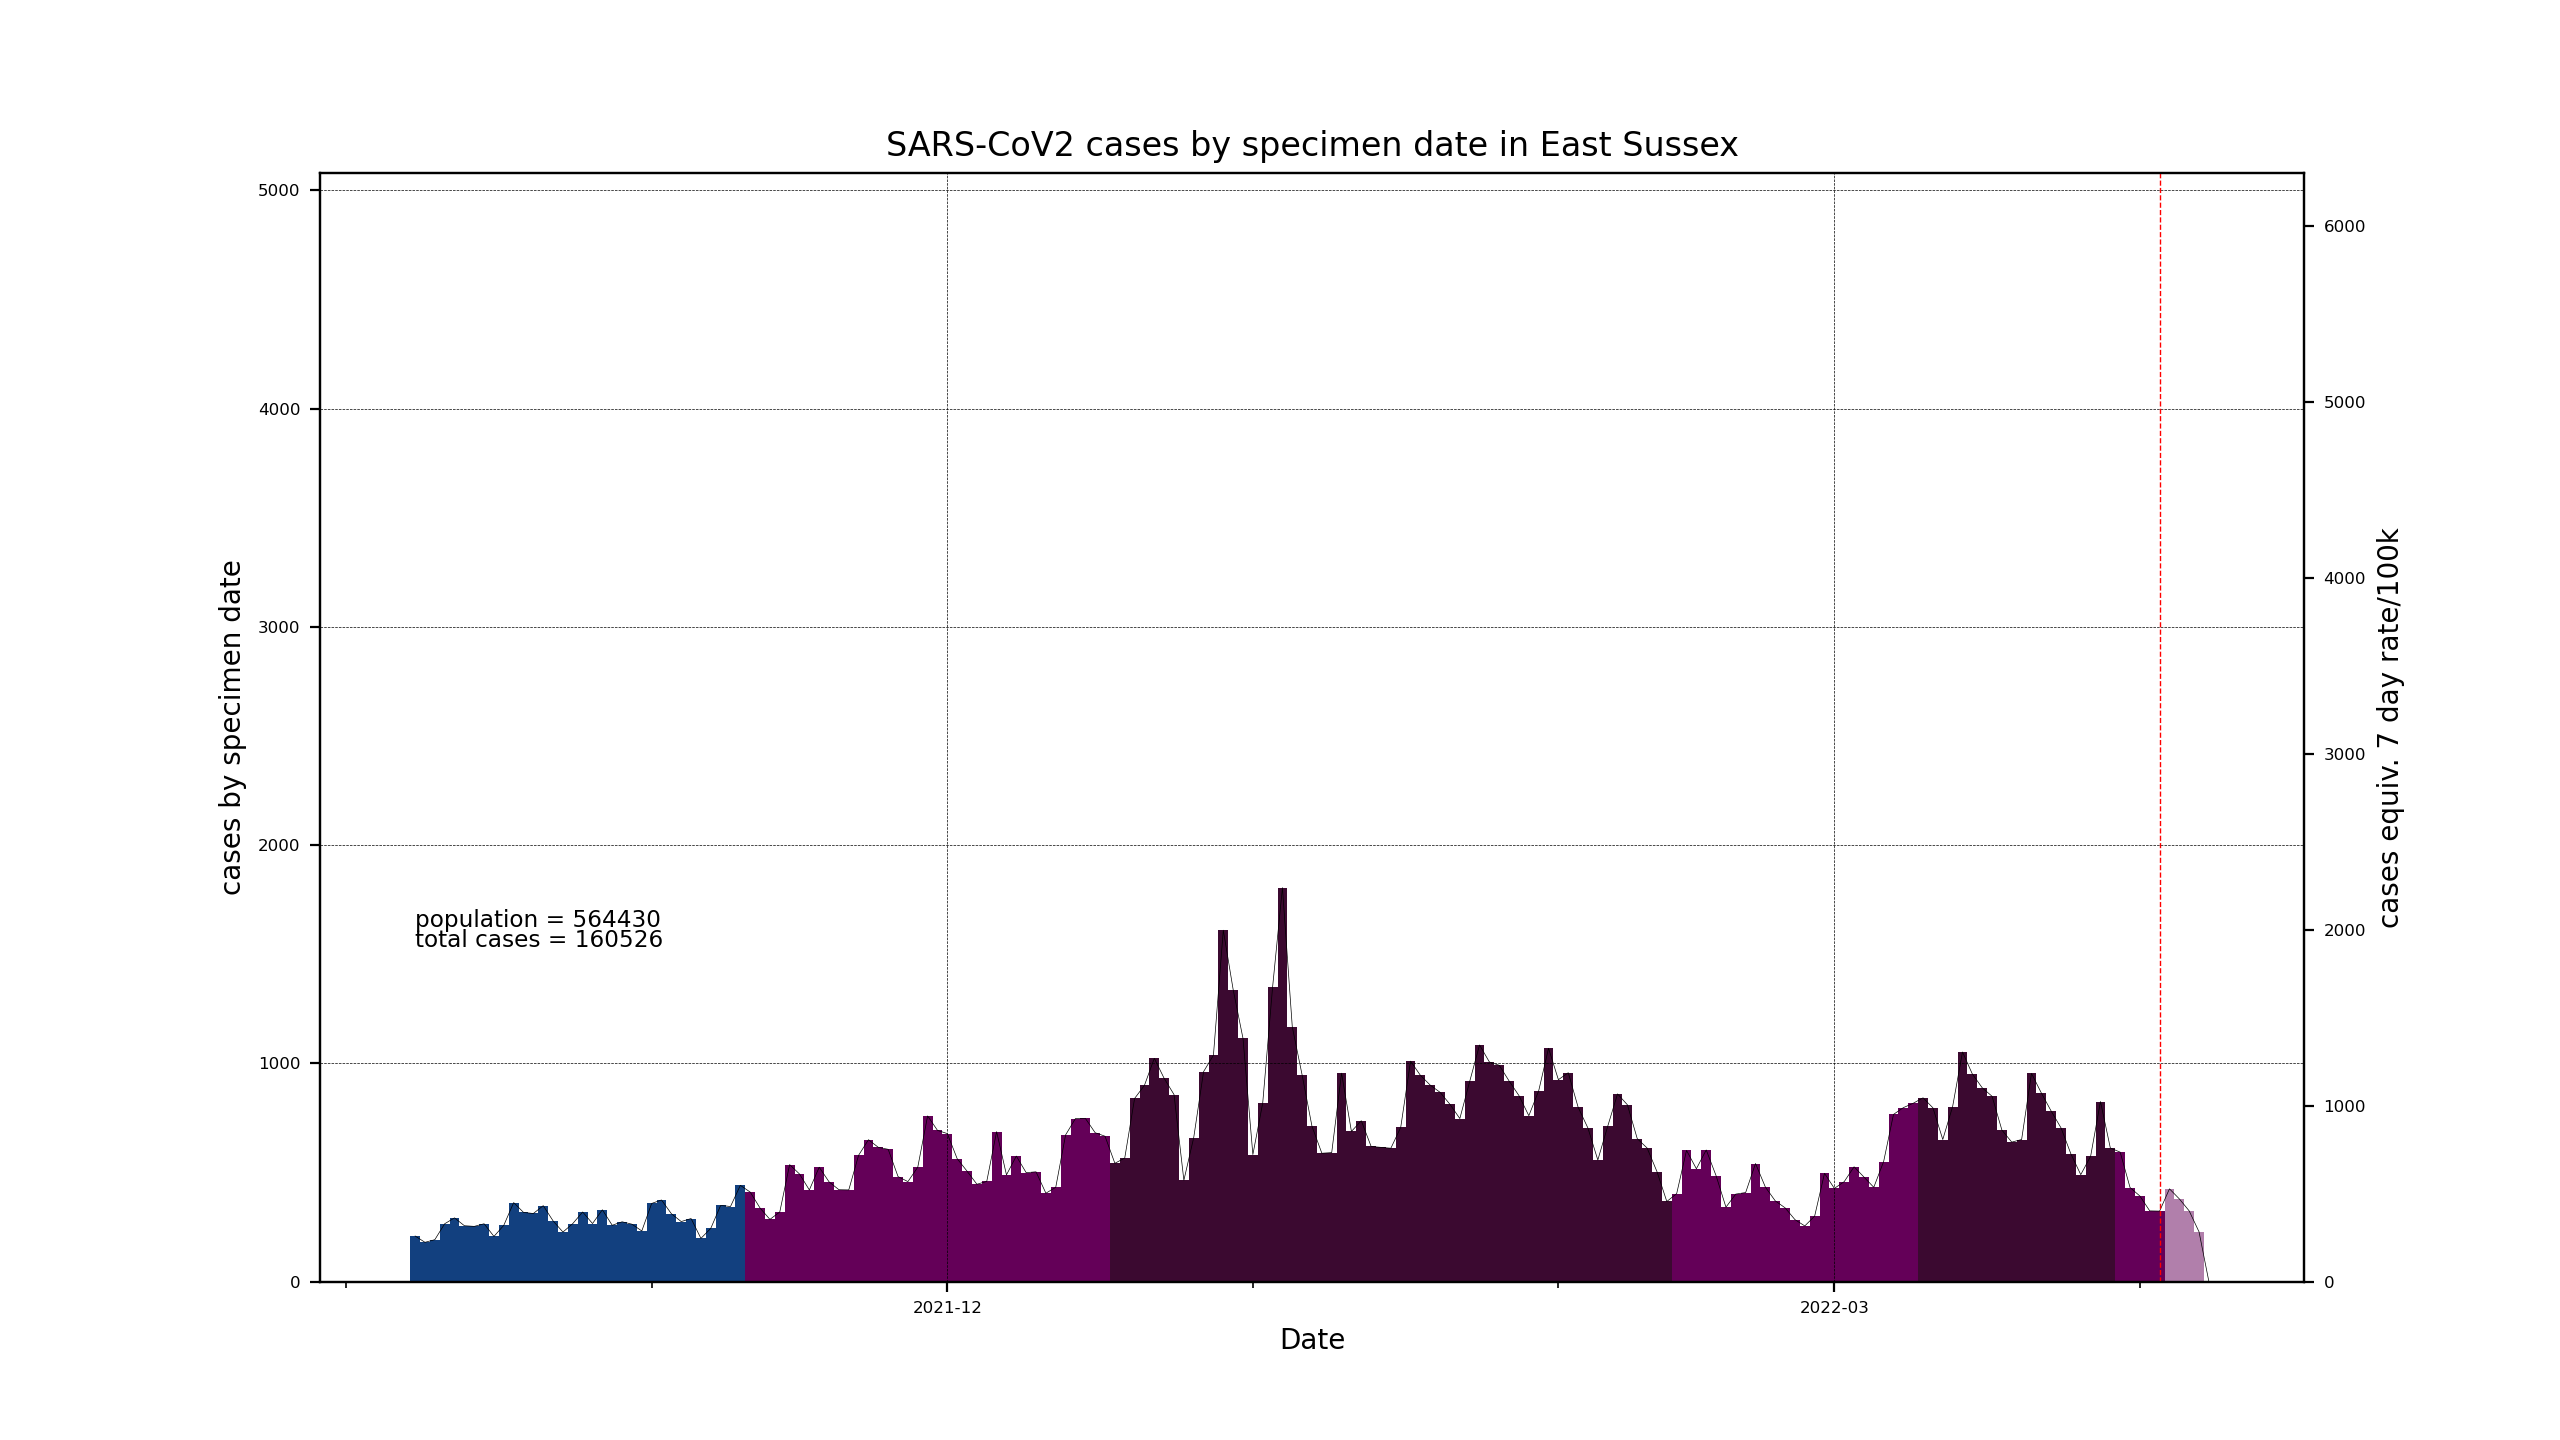 SARS-CoV2 cases by specimen date in East Sussex
5000
4000
3000
2000
1000
0
cases by specimen date
population = 564430
total cases = 160526
6000
5000
4000
3000
2000
1000
0
cases equiv. 7 day rate/100k
2021-12
2022-03
Date